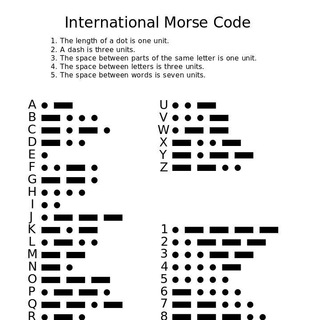 International Morse Code
1. The length of a dot is one unit.
2. A dash is three units.
3. The space between parts of the same letter is one unit.
4. The space between letters is three units.
5. The space between words is seven units.
A
B
C
D
E
F
G
H
I
J
K
L
M
N
O
P
Q
R
U
V
W
X
Y
Z
1
2
3
4
5
6
7
8